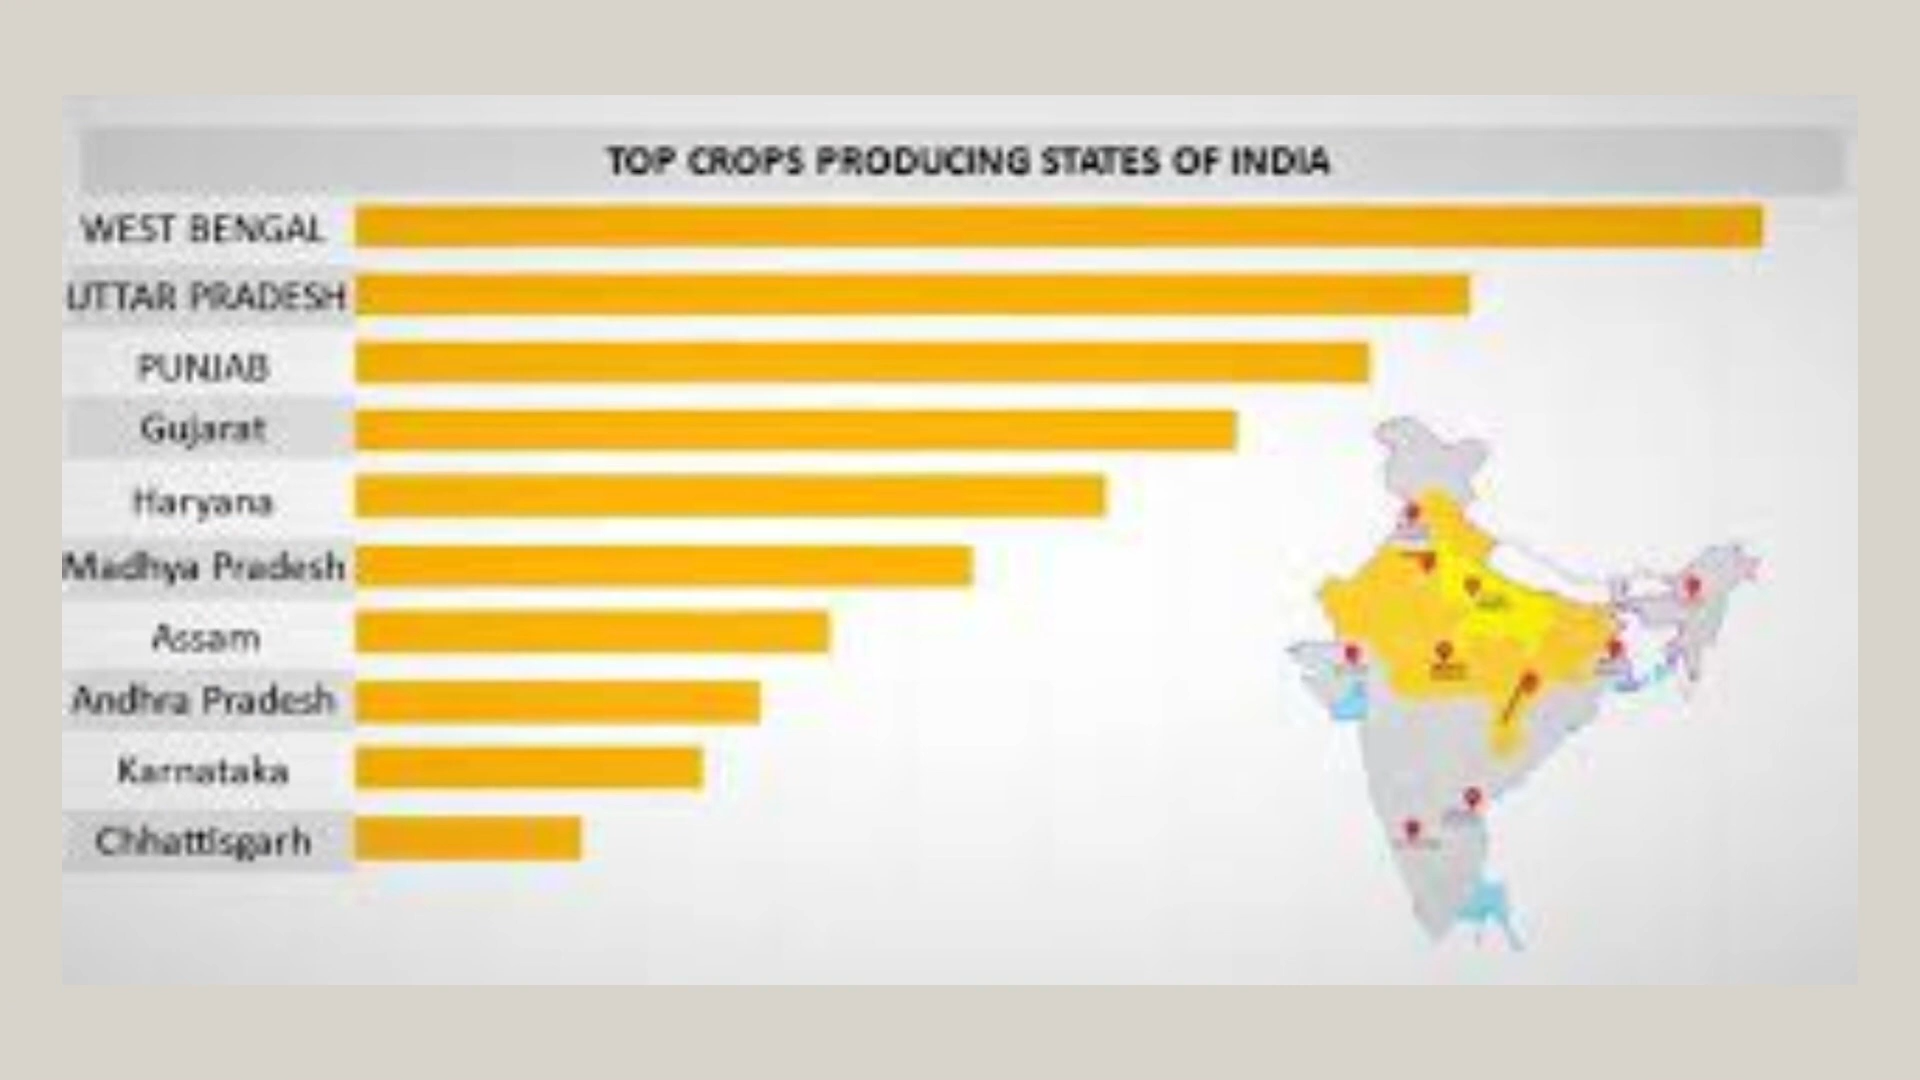 TOP CROPS PRODUCING STATES OF INDIA
WEST BENGAL
UTTAR PRADESH
PUNJAB
Gujarat
Haryana
Madhya Pradesh
Assam
Andhra Pradesh
Karnataka
Chhattisgarh